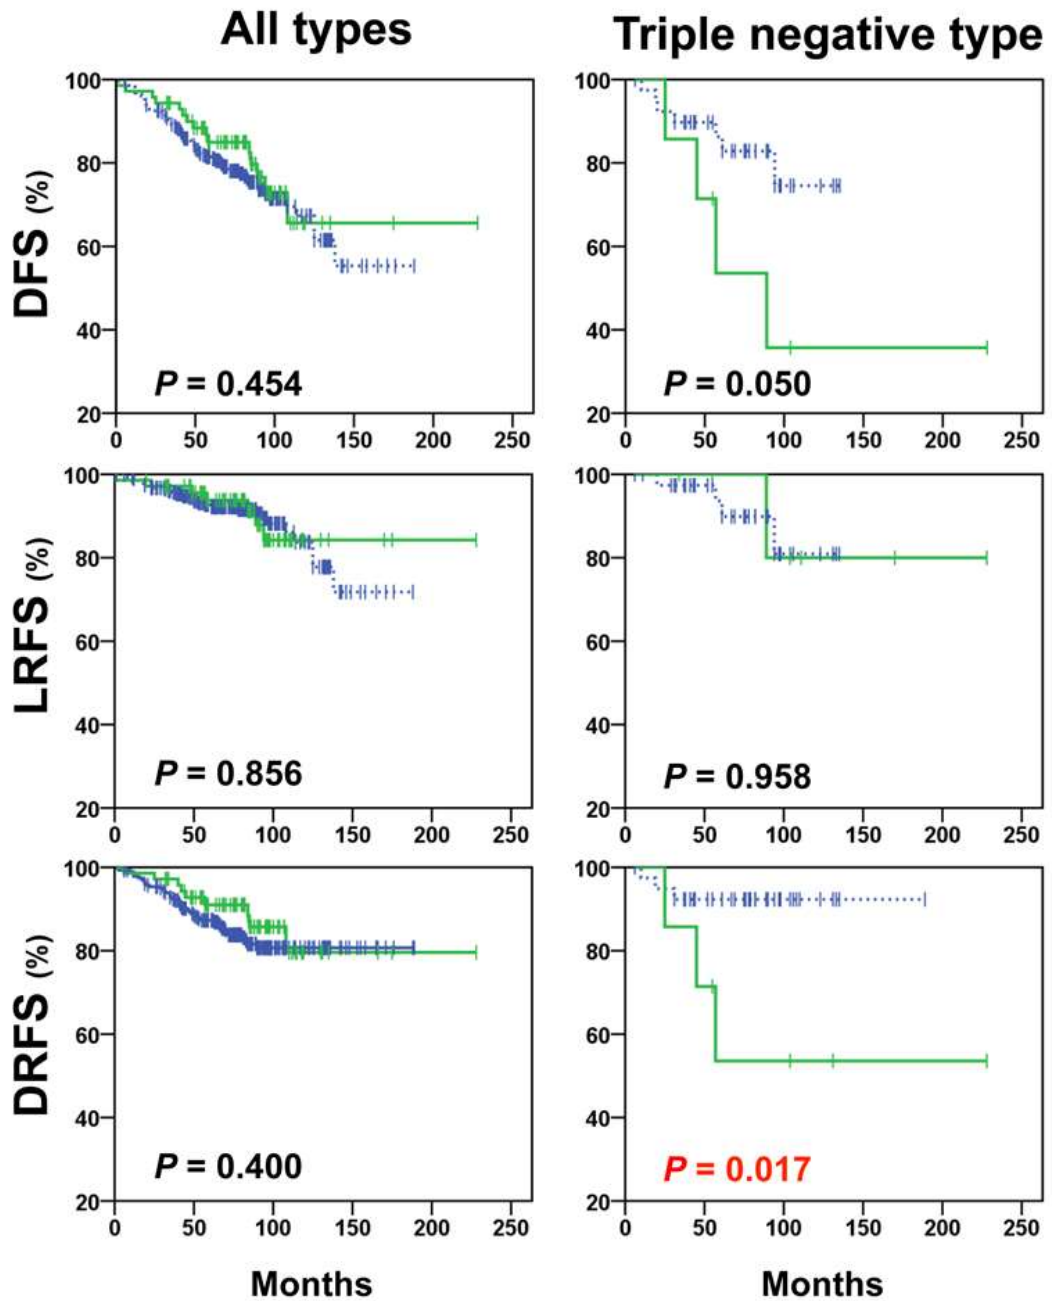 All types
Triple negative type
DFS (%)
100
80
60
40
20
P = 0.454
0 50 100 150 200 250
100
80
60
40
20
P = 0.050
0 50 100 150 200 250
LRFS (%)
100
80
60
40
20
P = 0.856
0 50 100 150 200 250
100
80
60
40
20
P = 0.958
0 50 100 150 200 250
DRFS (%)
100
80
60
40
20
P = 0.400
0 50 100 150 200 250
100
80
60
40
20
P = 0.017
0 50 100 150 200 250
Months
Months